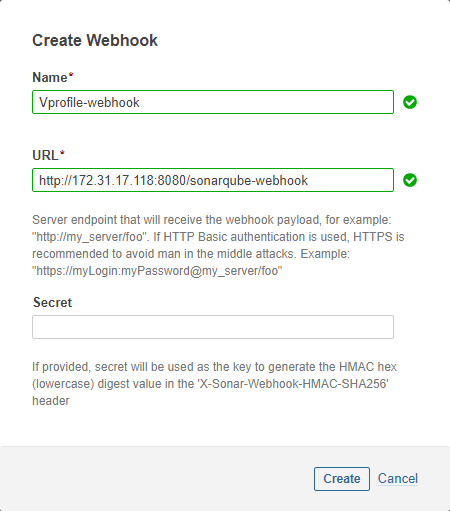 Create Webhook
Name*
Vprofile-webhook
URL*
http://172.31.17.118:8080/sonarqube-webhook
Server endpoint that will receive the webhook payload, for example:
"http://my_server/foo". If HTTP Basic authentication is used, HTTPS is
recommended to avoid man in the middle attacks. Example:
"https://myLogin:myPassword@my_server/foo"
Secret
If provided, secret will be used as the key to generate the HMAC hex
(lowercase) digest value in the 'X-Sonar-Webhook-HMAC-SHA256'
header
Create Cancel